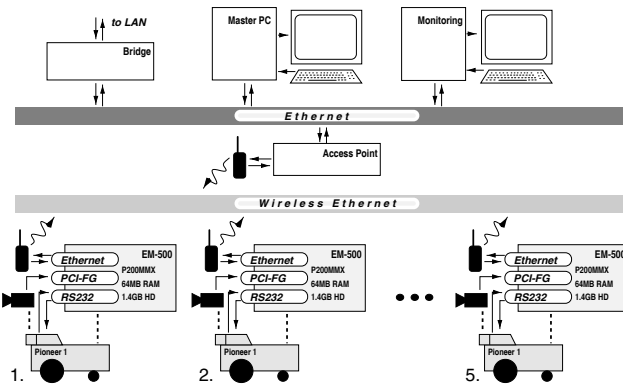 to LAN
Bridge
Master PC
Monitoring
Ethernet
Access Point
Wireless Ethernet
EM-500
Ethernet
P200MMX
PCI-FG
64MB RAM
RS232
1.4GB HD
Pioneer 1
1.
EM-500
Ethernet
P200MMX
PCI-FG
64MB RAM
RS232
1.4GB HD
Pioneer 1
2.
EM-500
Ethernet
P200MMX
PCI-FG
64MB RAM
RS232
1.4GB HD
Pioneer 1
5.